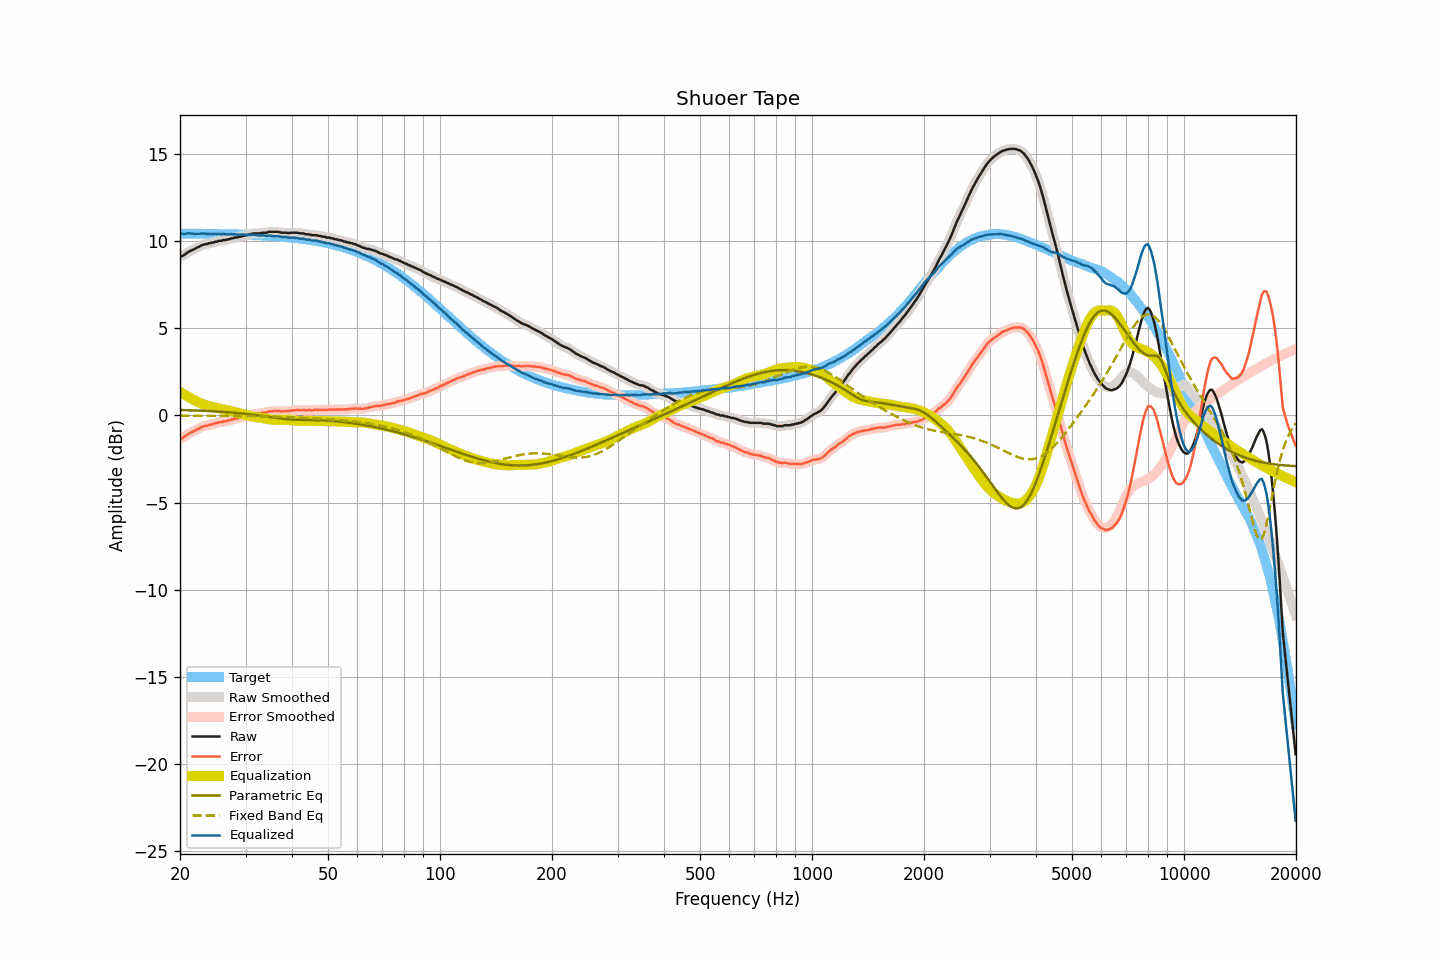 Shuoer Tape
15
10
5
0
−5
−10
−15
−20
−25
Amplitude (dBr)
Target
Raw Smoothed
Error Smoothed
Raw
Error
Equalization
Parametric Eq
Fixed Band Eq
Equalized
20 50 100 200 500 1000 2000 5000 10000 20000
Frequency (Hz)